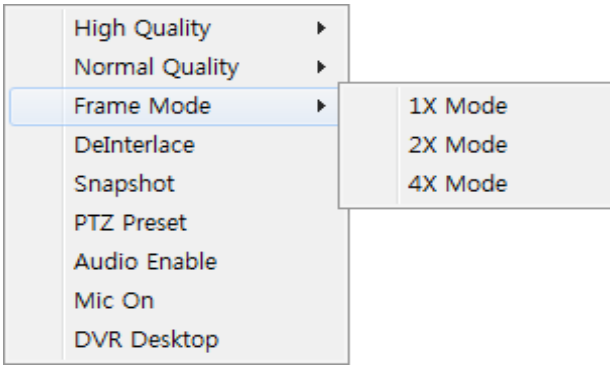 High Quality
Normal Quality
Frame Mode
DeInterlace
Snapshot
PTZ Preset
Audio Enable
Mic On
DVR Desktop
1X Mode
2X Mode
4X Mode